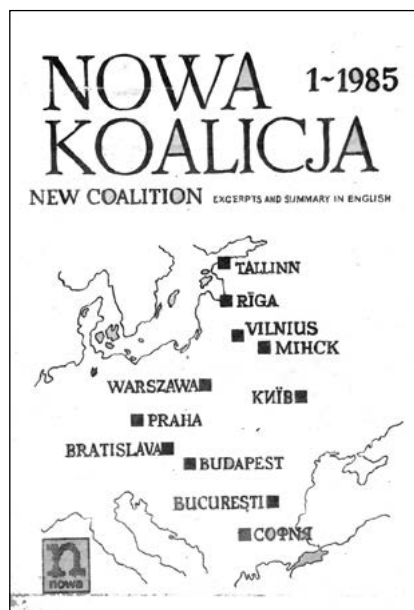 NOWA 1-1985
KOALICJA
NEW COALITION EXCERPTS AND SUMMARY IN ENGLISH
TALLINN
RĪGA
VILNIUS
МІНСК
WARSZAWA
КИЇВ
PRAHA
BRATISLAVA
BUDAPEST
BUCUREŞTI
СОФИЯ
n
nowa